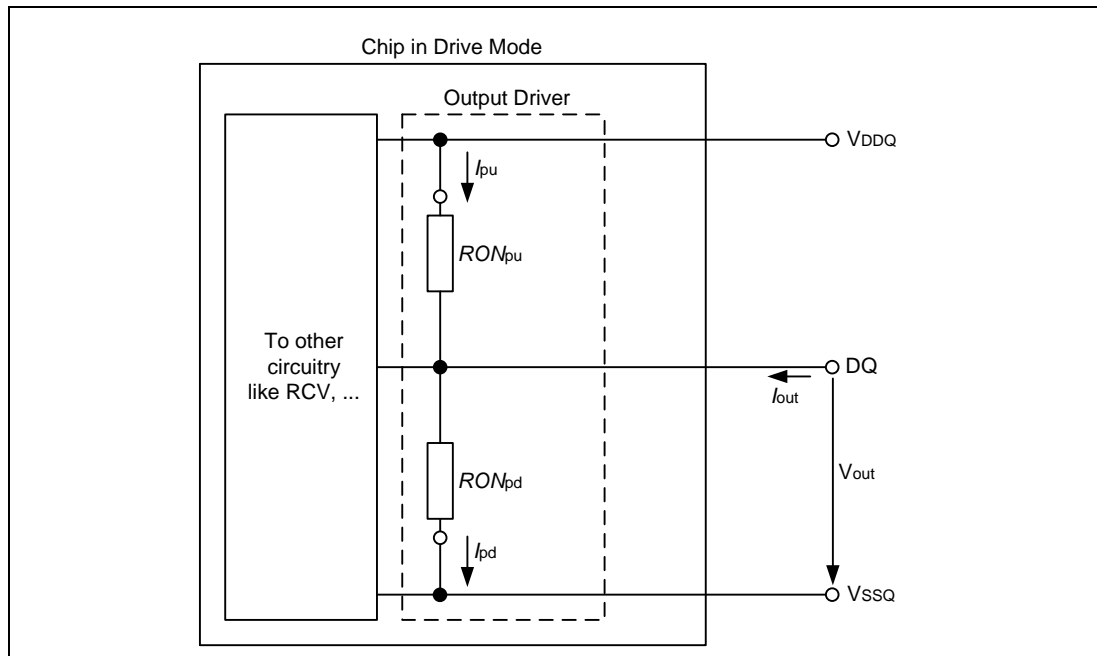 Chip in Drive Mode
Output Driver
VDDQ
Ipu
RONpu
To other
circuitry
like RCV, ...
DQ
Iout
RONpd
Vout
Ipd
VSSQ